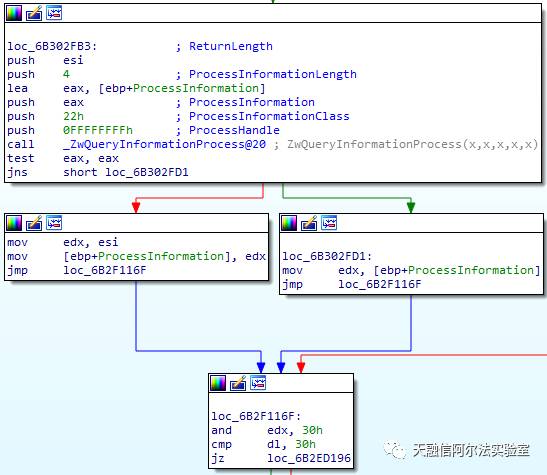 loc_6B302FB3: ; ReturnLength
push esi
push 4 ; ProcessInformationLength
lea eax, [ebp+ProcessInformation]
push eax ; ProcessInformation
push 22h ; ProcessInformationClass
push 0FFFFFFFFh ; ProcessHandle
call _ZwQueryInformationProcess@20 ; ZwQueryInformationProcess(x,x,x,x,x)
test eax, eax
jns short loc_6B302FD1
mov edx, esi
mov [ebp+ProcessInformation], edx
jmp loc_6B2F116F
loc_6B302FD1:
mov edx, [ebp+ProcessInformation]
jmp loc_6B2F116F
loc_6B2F116F:
and edx, 30h
cmp dl, 30h
jz loc_6B2ED196
天融信阿尔法实验室